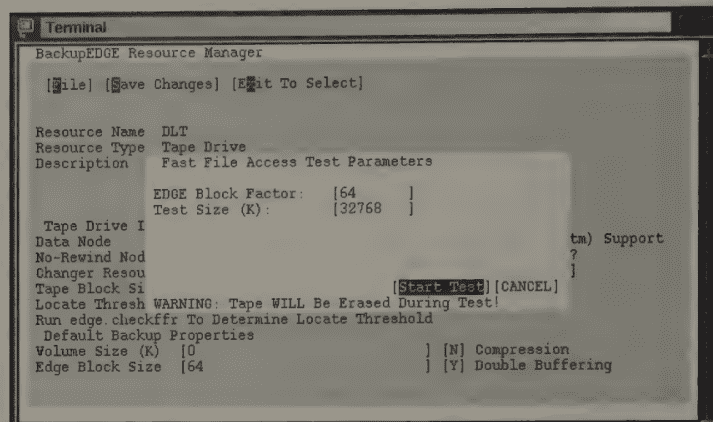 Terminal
BackupEDGE Resource Manager
[File] [Save Changes] [Exit To Select]
Resource Name DLT
Resource Type Tape Drive
Description Fast File Access Test Parameters
EDGE Block Factor: [64 ]
Test Size (K): [32768 ]
Tape Drive I
Data Node tm) Support
No-Rewind Nod ?
Changer Resou ]
Tape Block Si [Start Test] [CANCEL]
Locate Thresh WARNING: Tape WILL Be Erased During Test!
Run edge.checkffr To Determine Locate Threshold
Default Backup Properties
Volume Size (K) [0 ] [N] Compression
Edge Block Size [64 ] [Y] Double Buffering